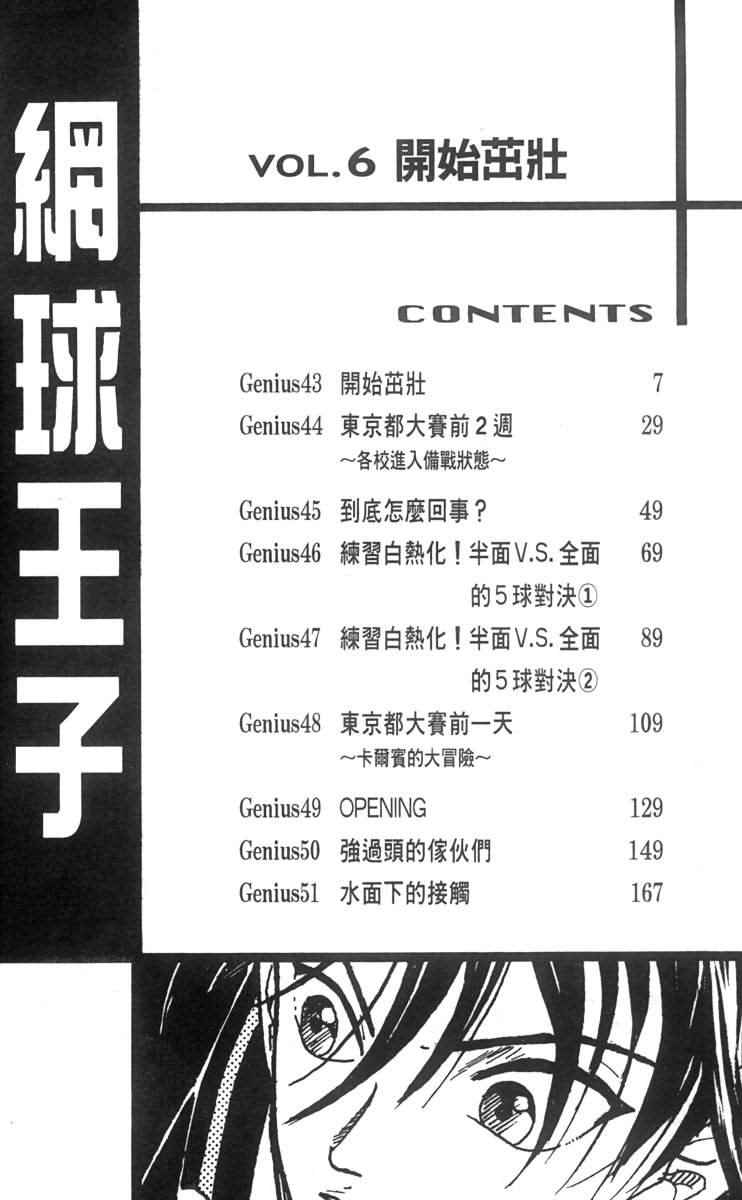 網球王子
VOL.6 開始茁壯
CONTENTS
Genius43 開始茁壯 7
Genius44 東京都大賽前2週 29
～各校進入備戰狀態～
Genius45 到底怎麼回事？ 49
Genius46 練習白熱化！半面V.S.全面 69
的5球對決①
Genius47 練習白熱化！半面V.S.全面 89
的5球對決②
Genius48 東京都大賽前一天 109
～卡爾賓的大冒險～
Genius49 OPENING 129
Genius50 強過頭的傢伙們 149
Genius51 水面下的接觸 167